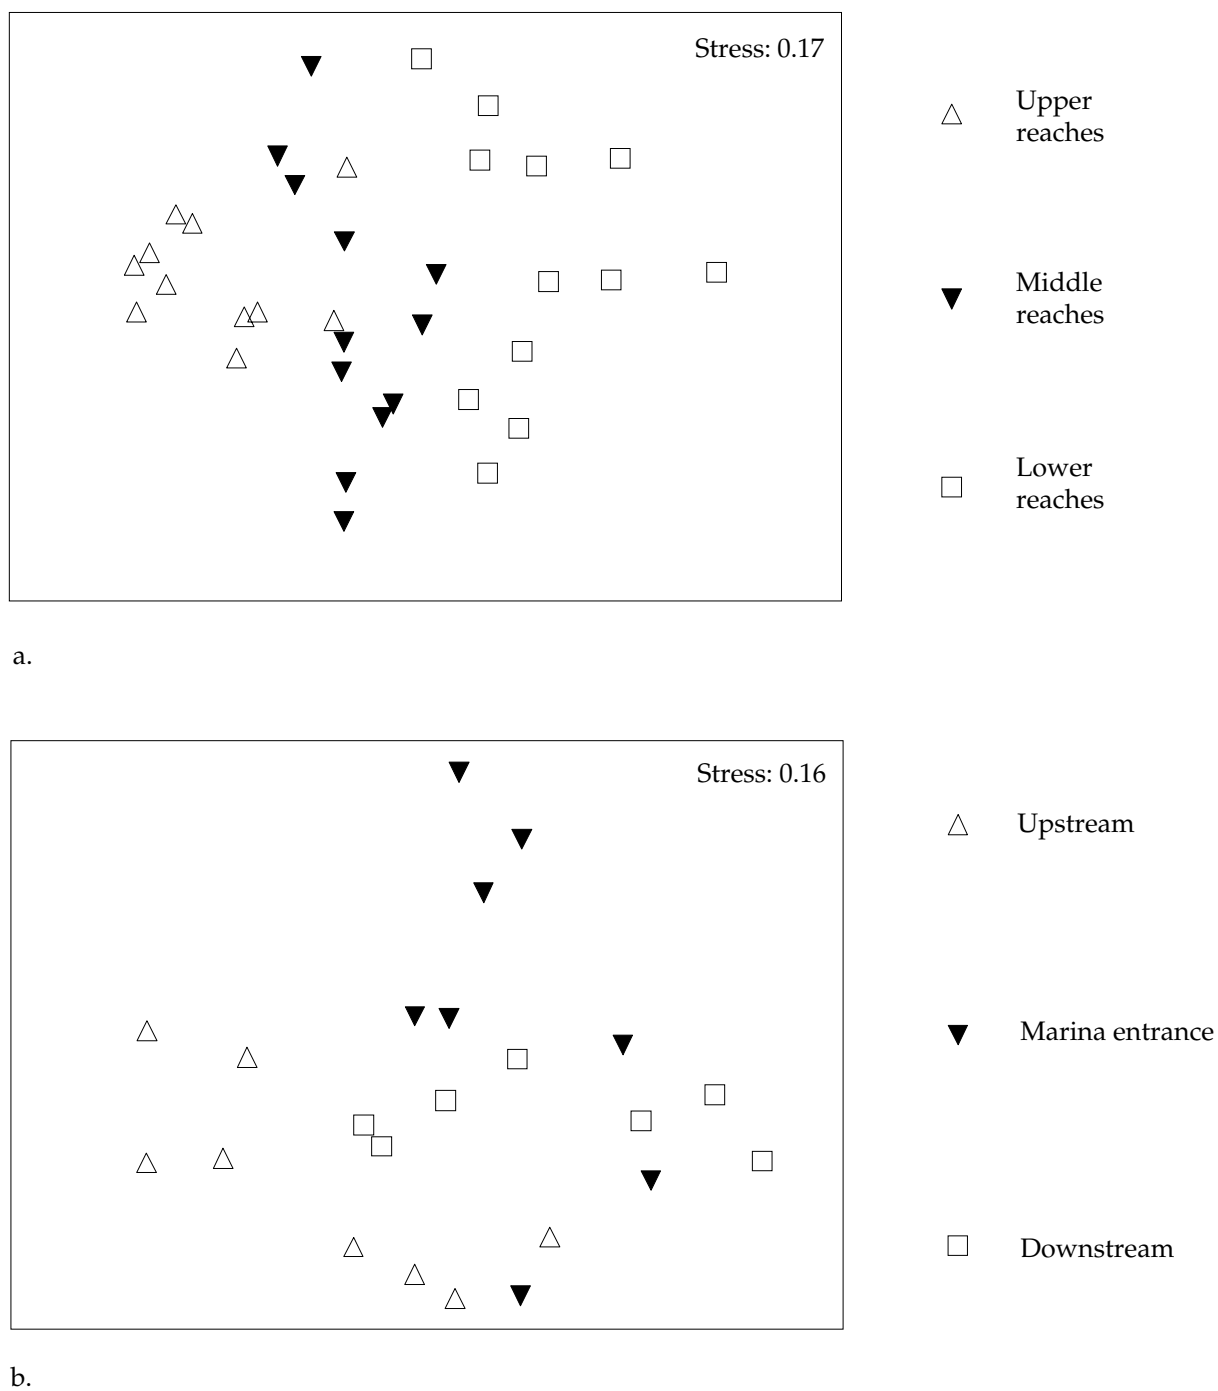 Stress: 0.17
Upper
reaches
Middle
reaches
Lower
reaches
a.
Stress: 0.16
Upstream
Marina entrance
Downstream
b.